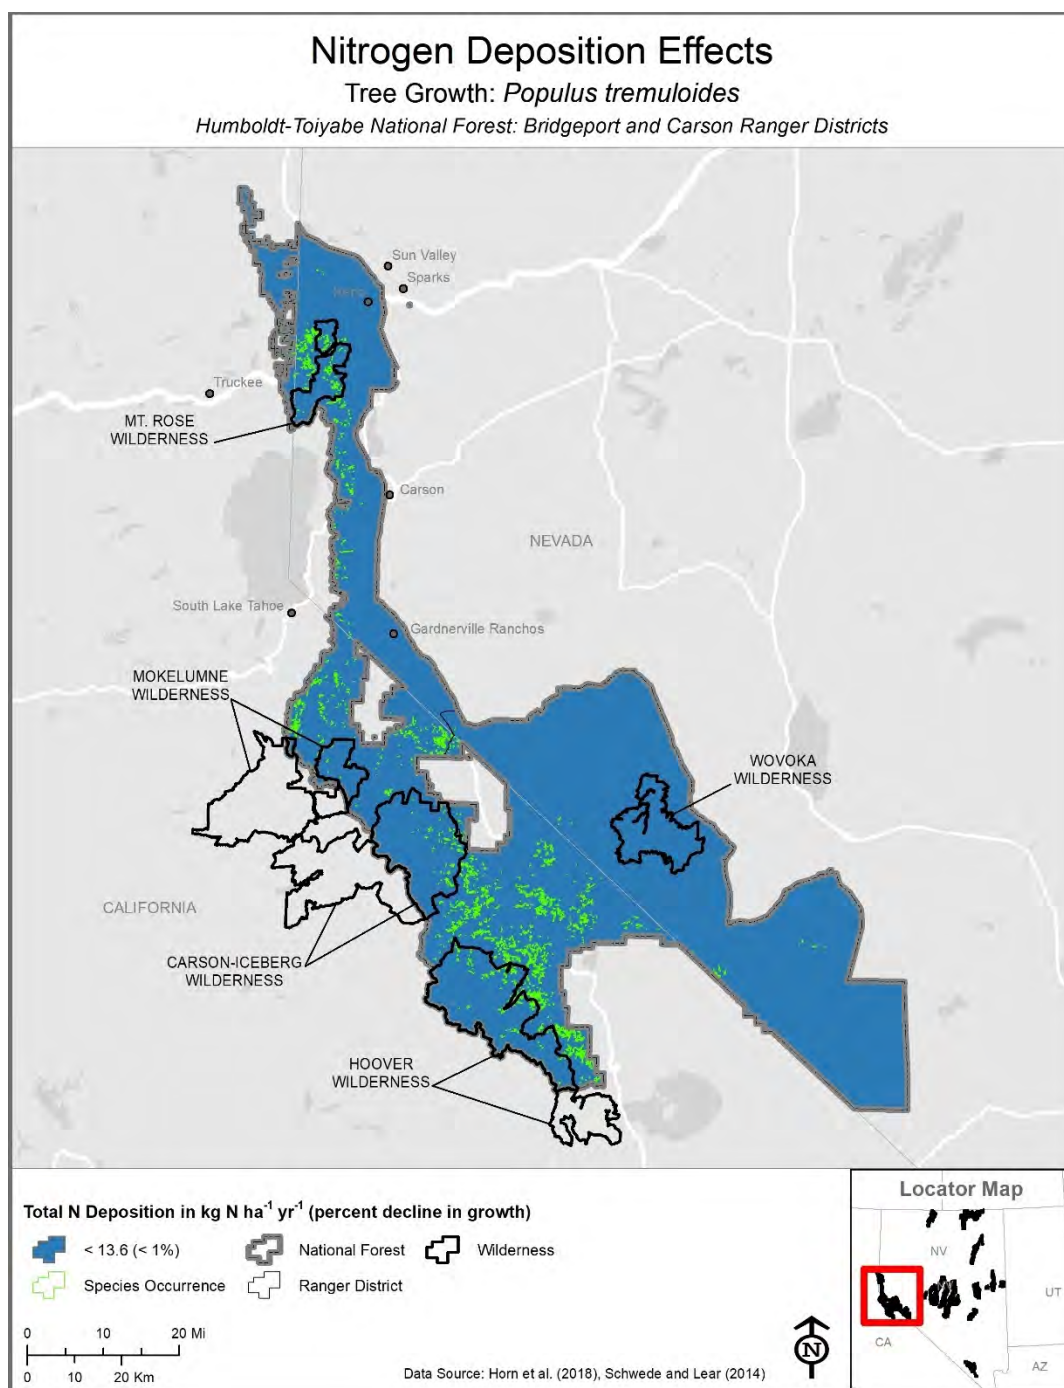 Nitrogen Deposition Effects
Tree Growth: Populus tremuloides
Humboldt-Toiyabe National Forest: Bridgeport and Carson Ranger Districts
Sun Valley
Sparks
Reno
Truckee
MT. ROSE
WILDERNESS
Carson
NEVADA
South Lake Tahoe
Gardnerville Ranchos
MOKELUMNE
WILDERNESS
WOVOKA
WILDERNESS
CALIFORNIA
CARSON-ICEBERG
WILDERNESS
HOOVER
WILDERNESS
Total N Deposition in kg N ha⁻¹ yr⁻¹ (percent decline in growth)
< 13.6 (< 1%)
National Forest
Wilderness
Species Occurrence
Ranger District
0 10 20 Mi
0 10 20 Km
N
Data Source: Horn et al. (2018), Schwede and Lear (2014)
Locator Map
NV
UT
CA
AZ